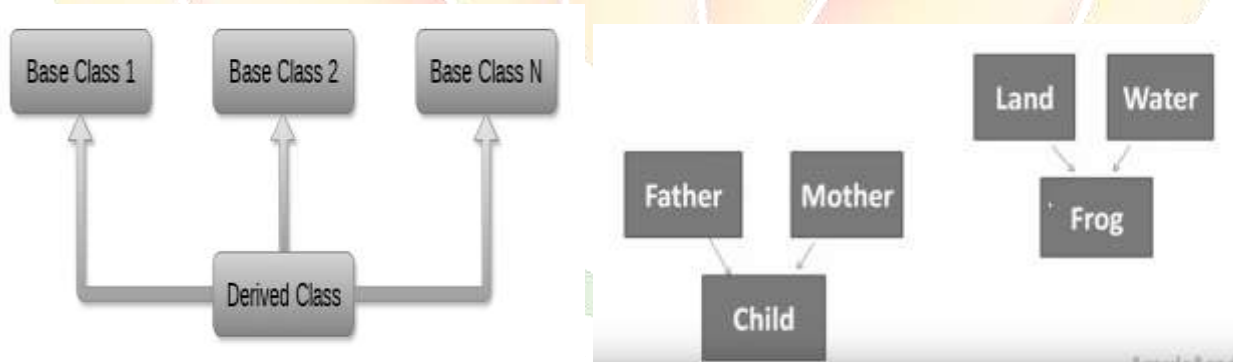 Base Class 1
Base Class 2
Base Class N
Derived Class
Land
Water
Father
Mother
Frog
Child